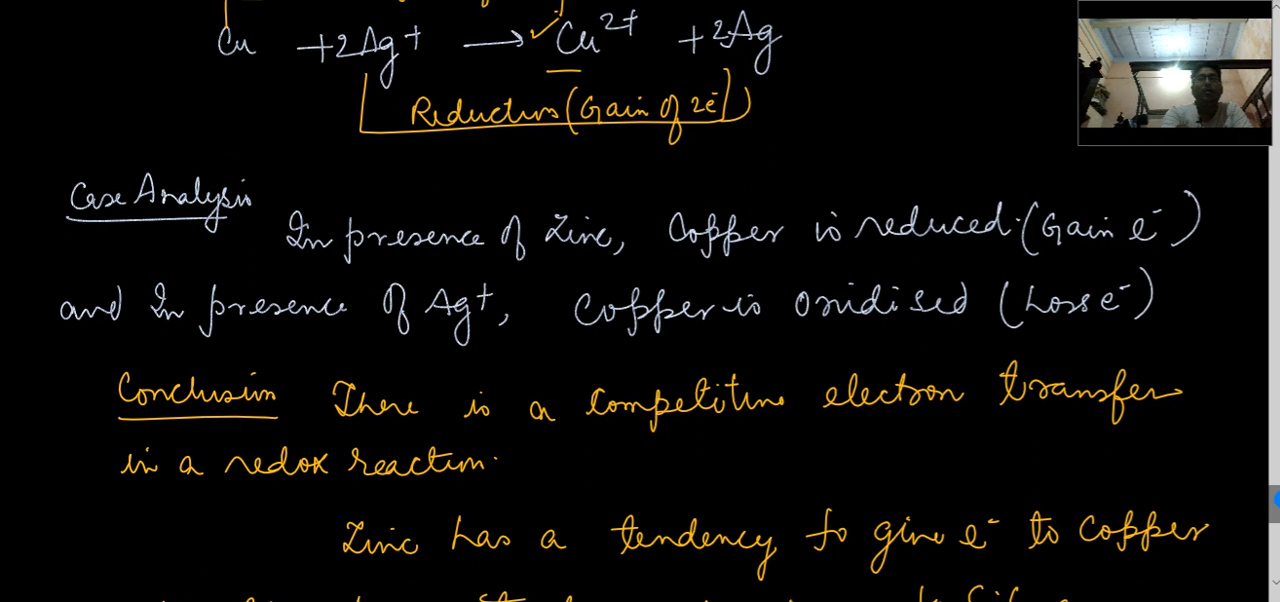 Cu +2Ag+ → Cu2+ +2Ag
Reduction (Gain of 2e-)
Case Analysis
In presence of Zinc, Copper is reduced. (Gain e-)
and In presence of Ag+, Copper is oxidised (Loss e-)
Conclusion There is a competitive electron transfer
in a redox reaction.
Zinc has a tendency to give e- to Copper